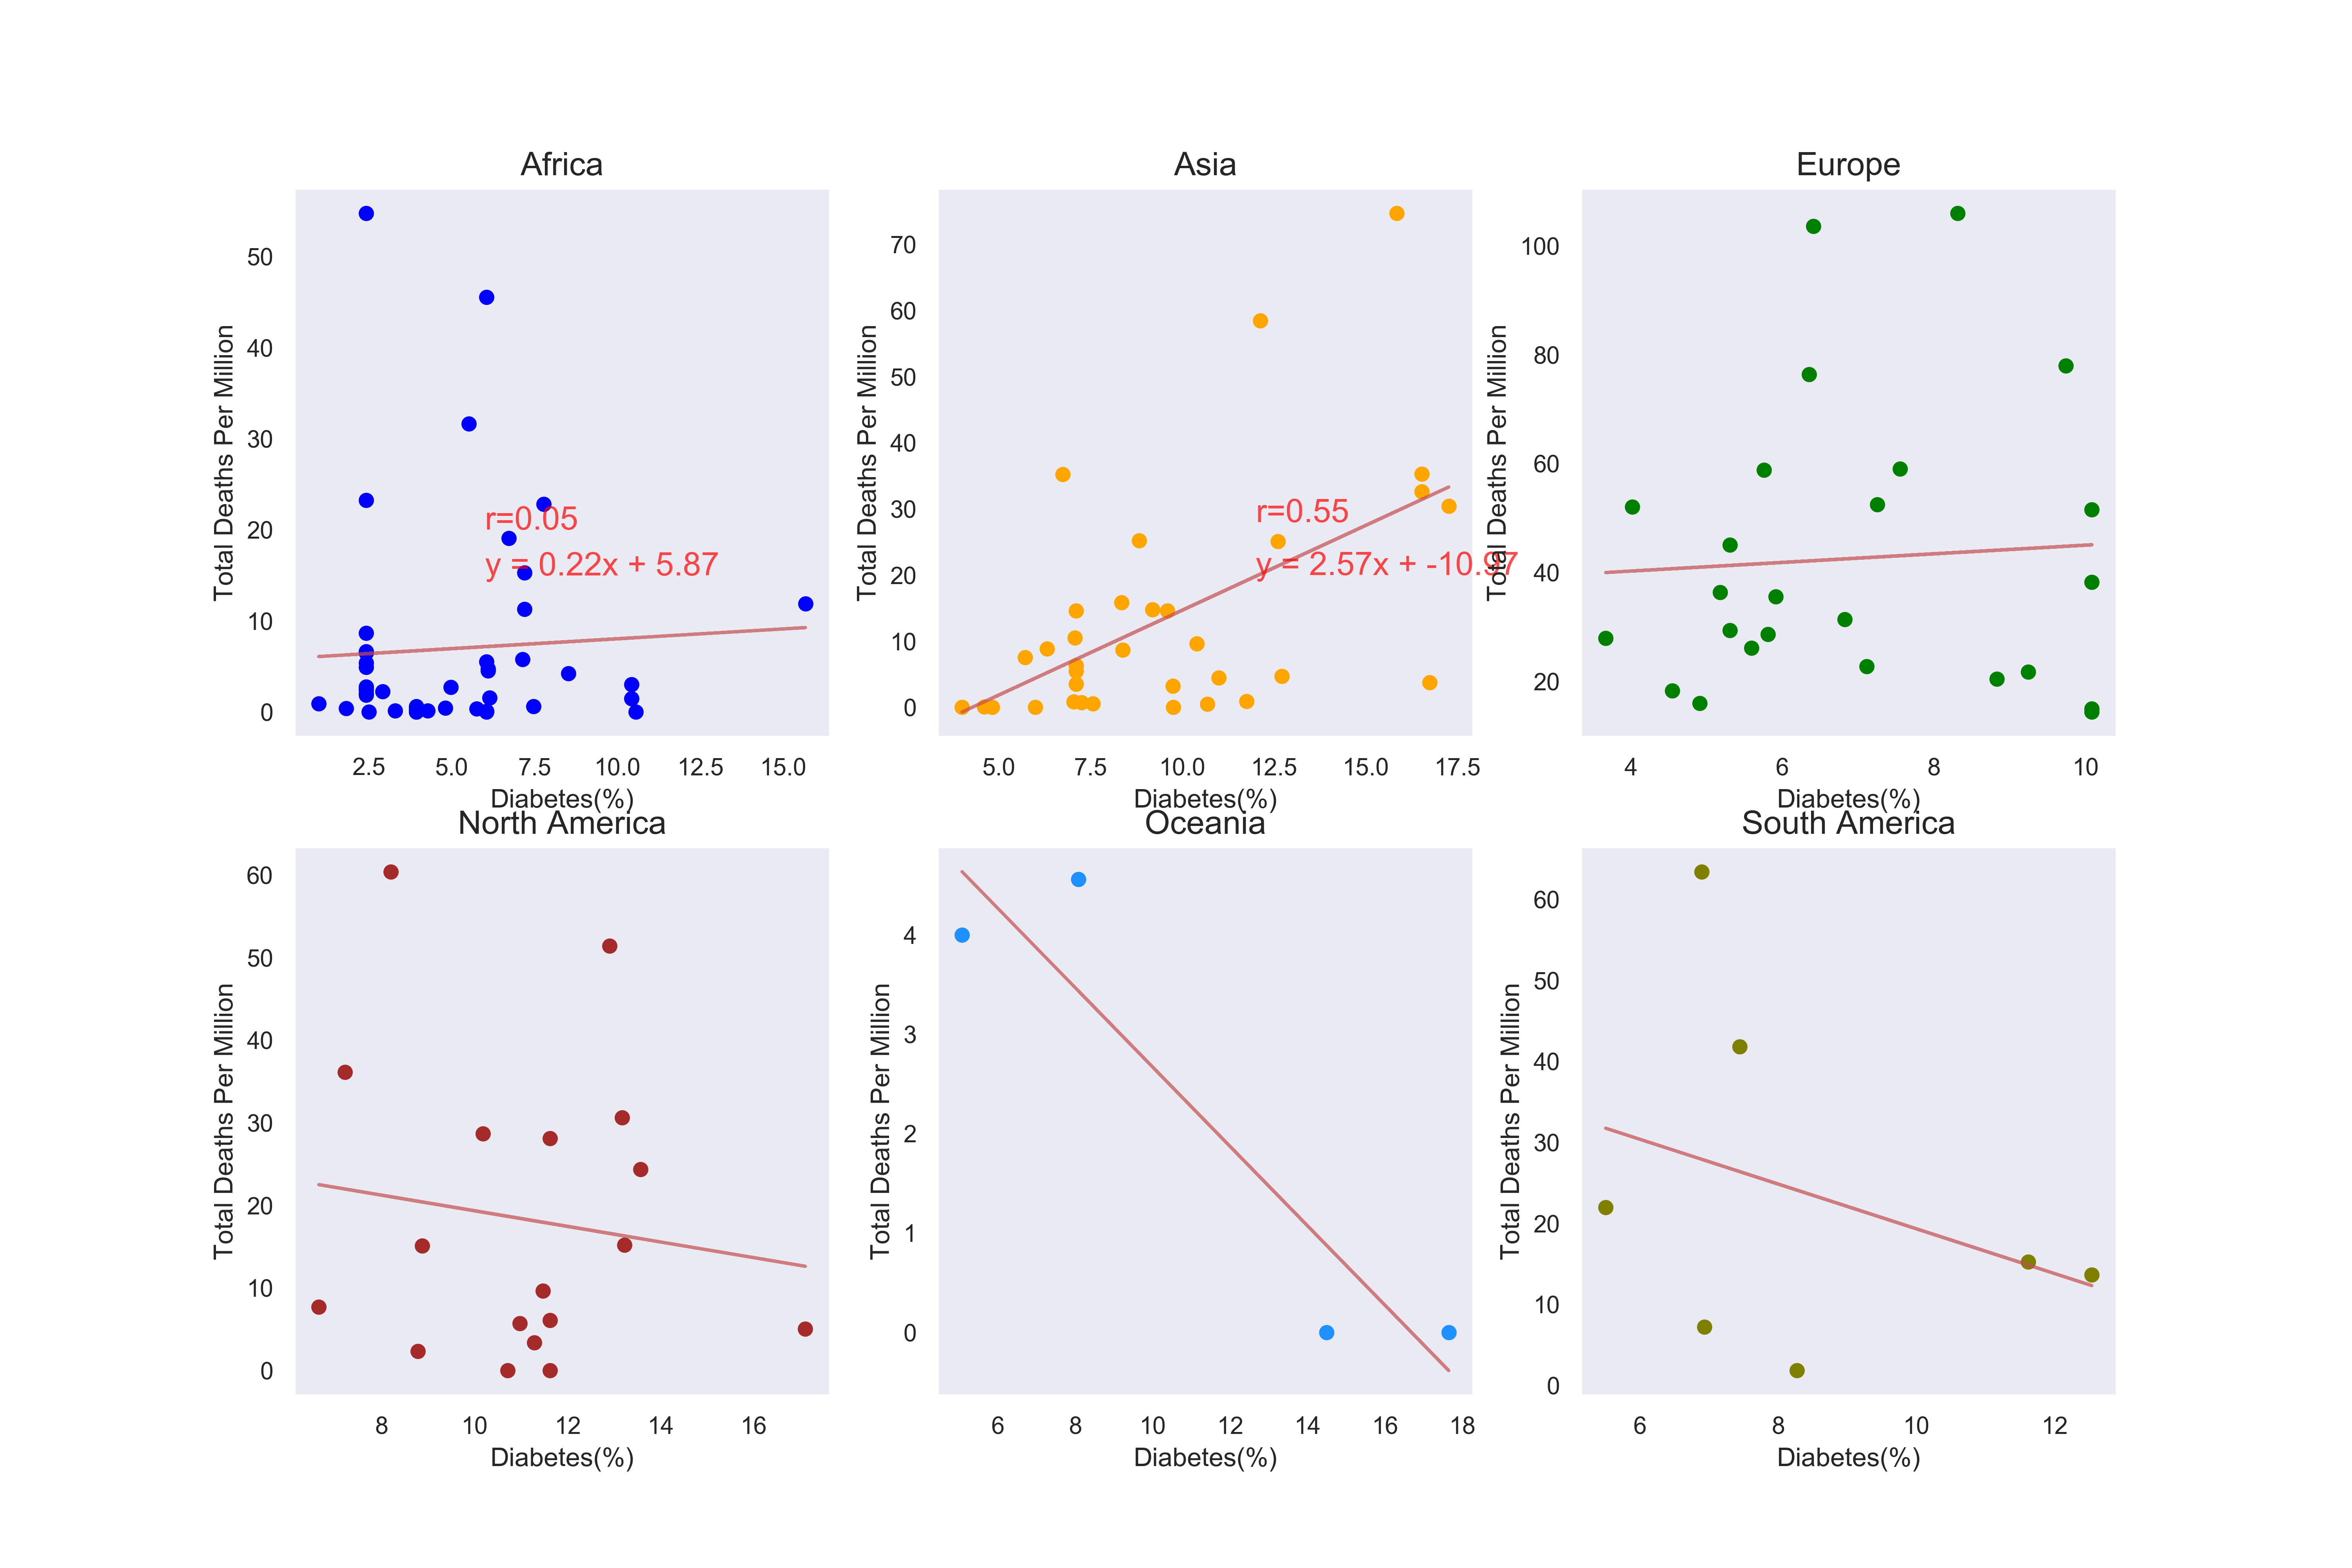 Africa
Total Deaths Per Million
50
40
30
20
10
0
r=0.05
y = 0.22x + 5.87
2.5 5.0 7.5 10.0 12.5 15.0
Diabetes(%)
Asia
Total Deaths Per Million
70
60
50
40
30
20
10
0
r=0.55
y = 2.57x + -10.97
5.0 7.5 10.0 12.5 15.0 17.5
Diabetes(%)
Europe
Total Deaths Per Million
100
80
60
40
20
4 6 8 10
Diabetes(%)
North America
Total Deaths Per Million
60
50
40
30
20
10
0
8 10 12 14 16
Diabetes(%)
Oceania
Total Deaths Per Million
4
3
2
1
0
6 8 10 12 14 16 18
Diabetes(%)
South America
Total Deaths Per Million
60
50
40
30
20
10
0
6 8 10 12
Diabetes(%)